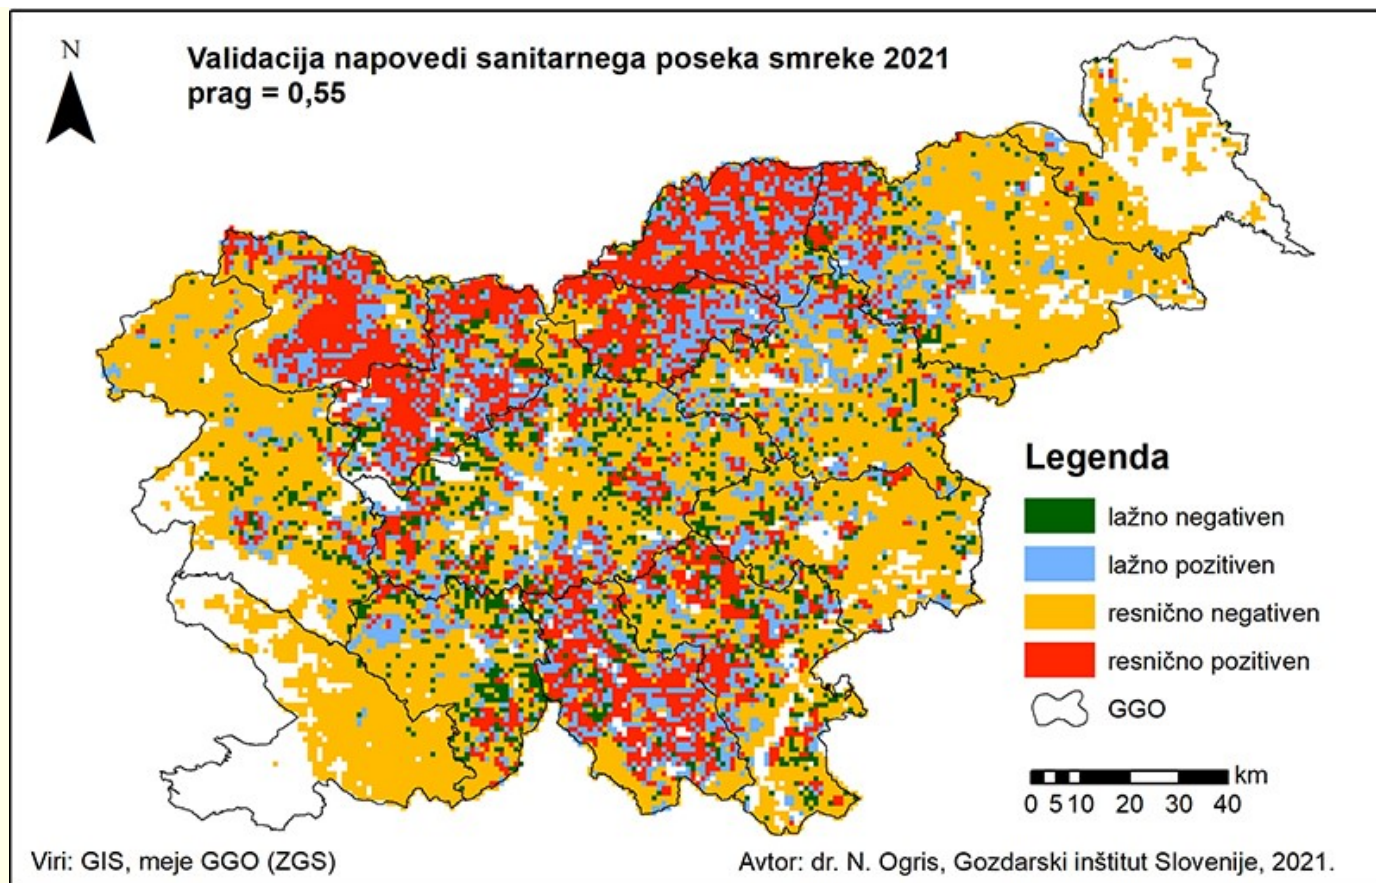 N
Validacija napovedi sanitarnega poseka smreke 2021
prag = 0,55
Legenda
lažno negativen
lažno pozitiven
resnično negativen
resnično pozitiven
GGO
km
0 5 10 20 30 40
Viri: GIS, meje GGO (ZGS)
Avtor: dr. N. Ogris, Gozdarski inštitut Slovenije, 2021.